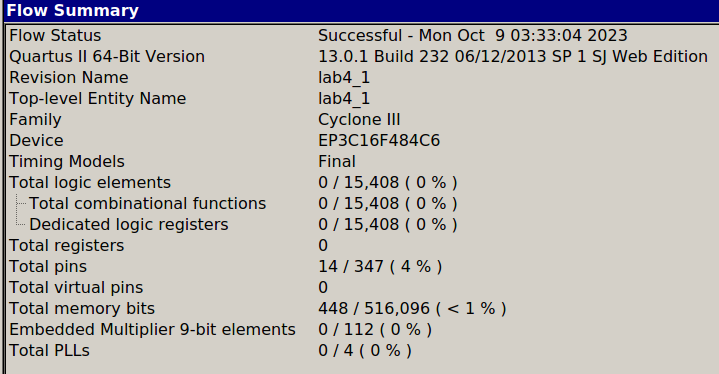 Flow Summary
Flow Status Successful - Mon Oct 9 03:33:04 2023
Quartus II 64-Bit Version 13.0.1 Build 232 06/12/2013 SP 1 SJ Web Edition
Revision Name lab4_1
Top-level Entity Name lab4_1
Family Cyclone III
Device EP3C16F484C6
Timing Models Final
Total logic elements 0 / 15,408 ( 0 % )
Total combinational functions 0 / 15,408 ( 0 % )
Dedicated logic registers 0 / 15,408 ( 0 % )
Total registers 0
Total pins 14 / 347 ( 4 % )
Total virtual pins 0
Total memory bits 448 / 516,096 ( < 1 % )
Embedded Multiplier 9-bit elements 0 / 112 ( 0 % )
Total PLLs 0 / 4 ( 0 % )